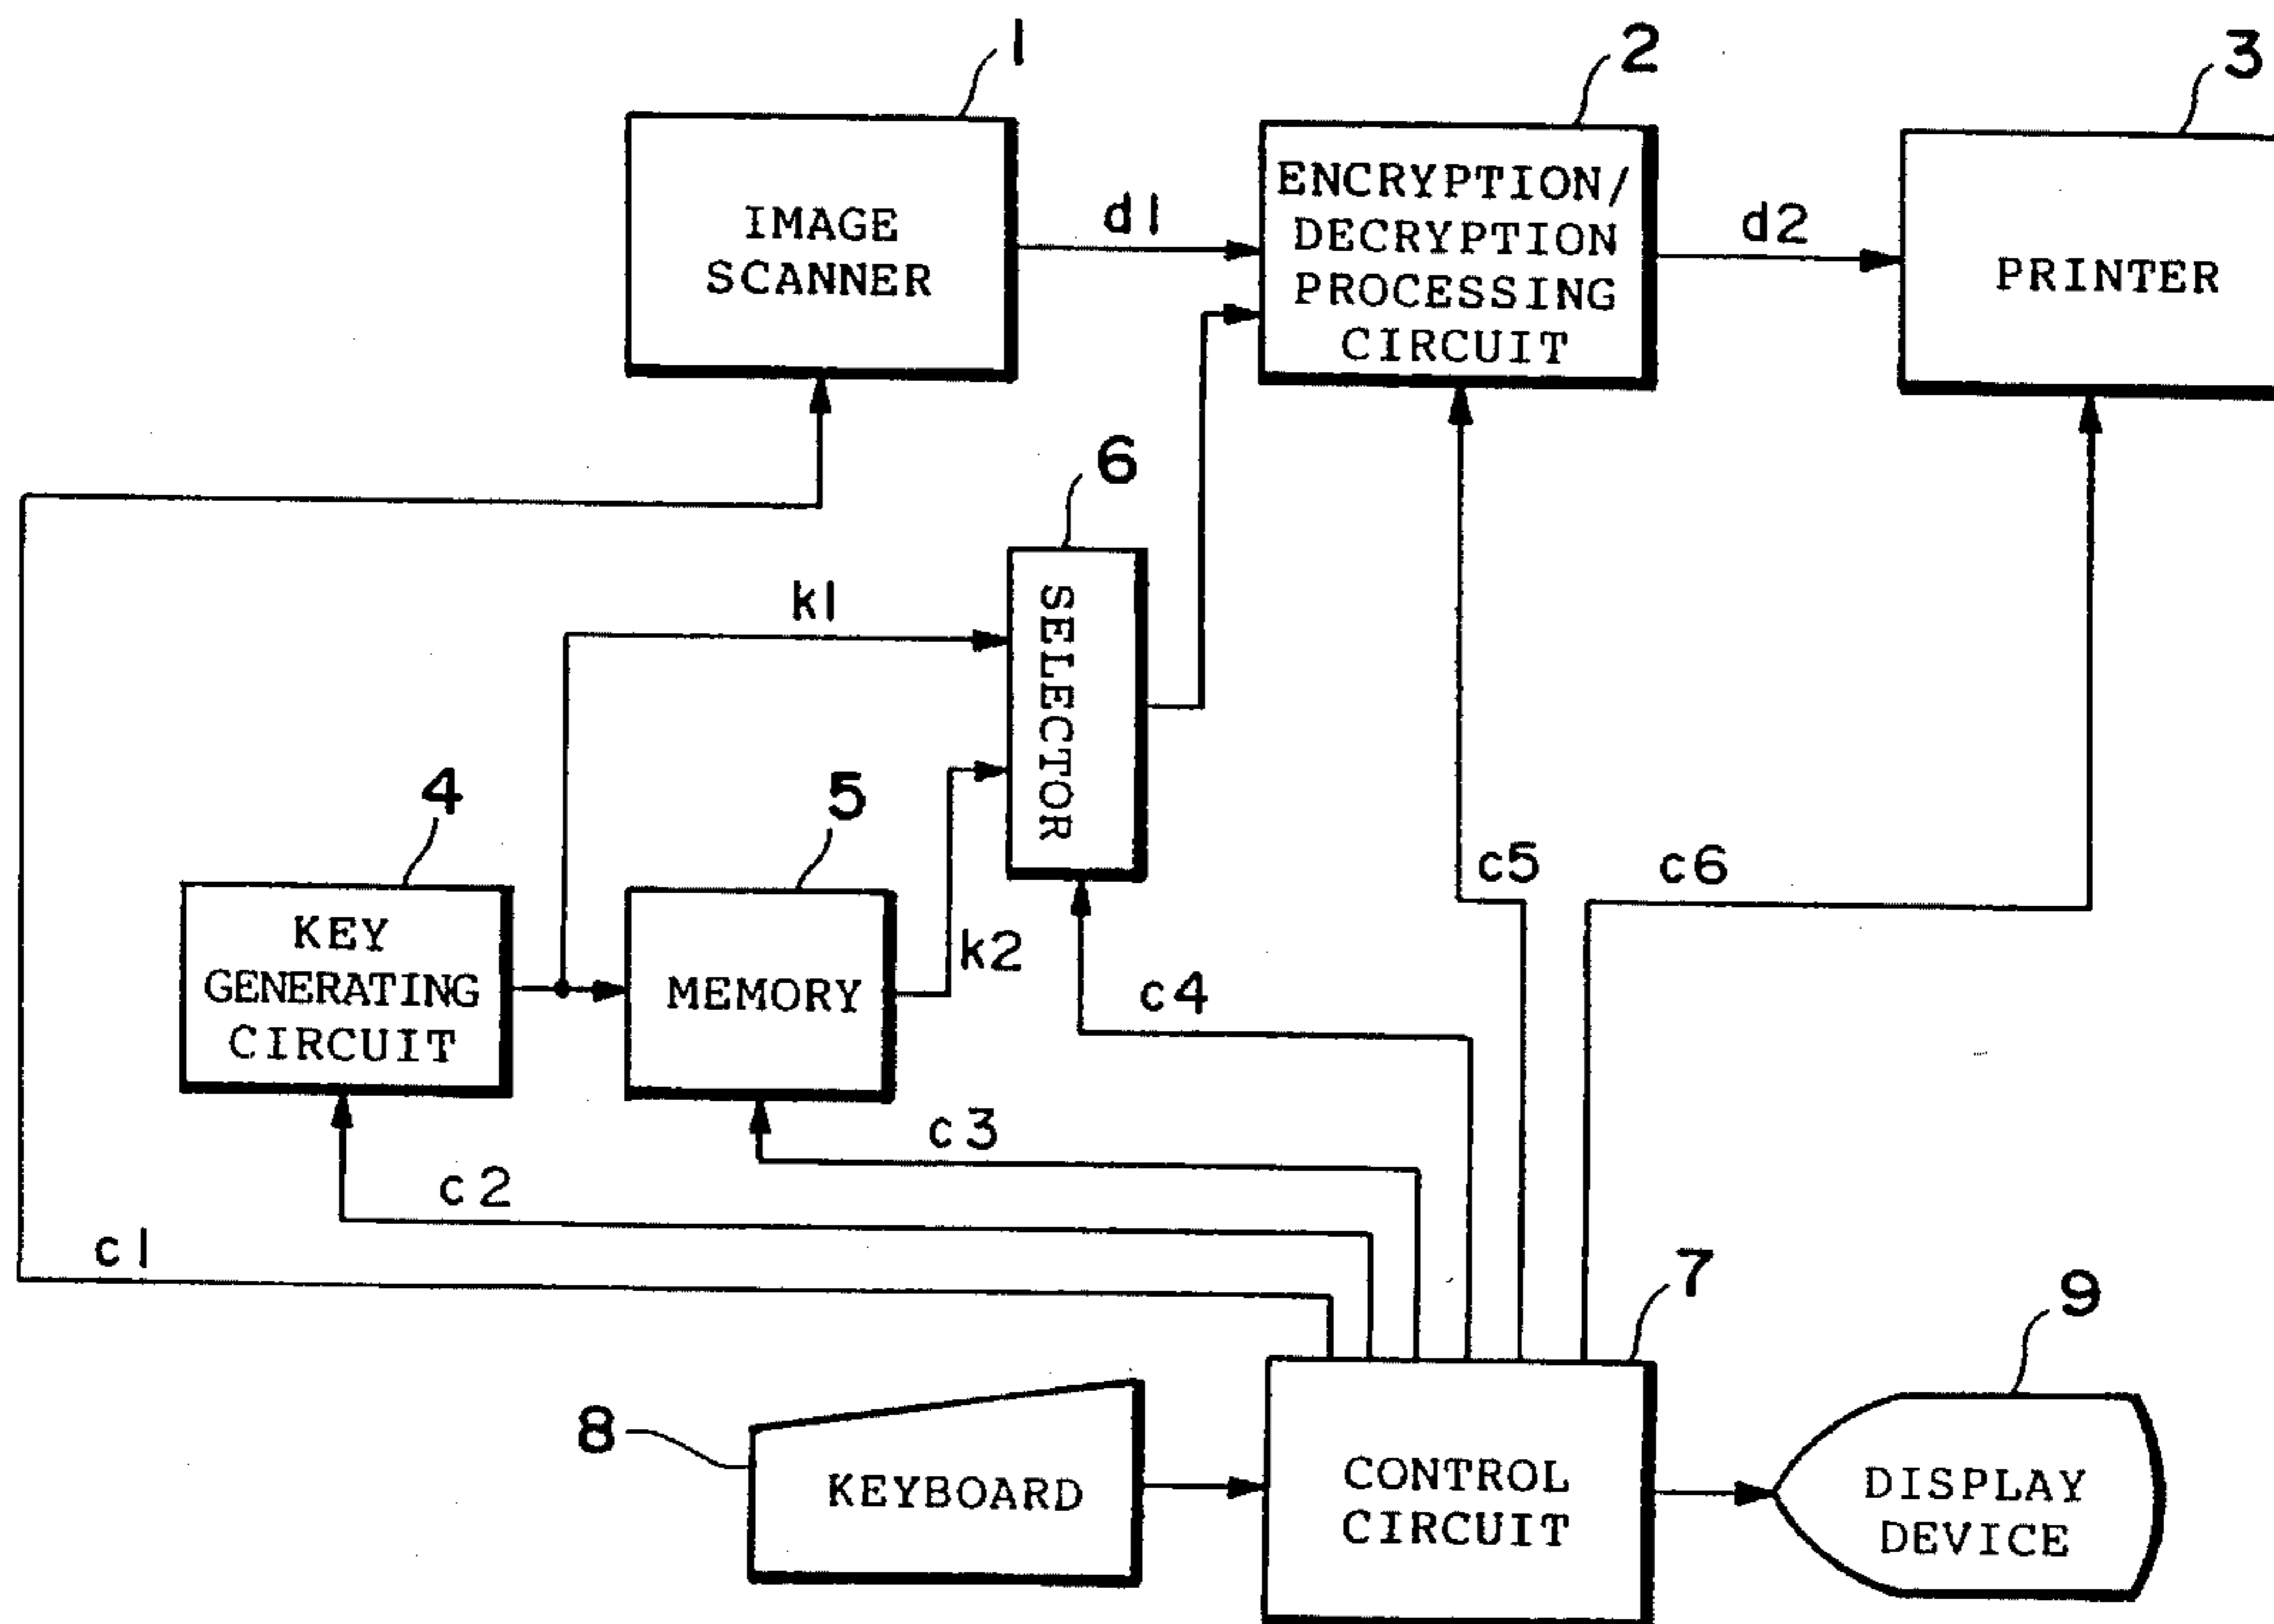 1
2
3
IMAGE
SCANNER
d1
ENCRYPTION/
DECRYPTION
PROCESSING
CIRCUIT
d2
PRINTER
6
k1
SELECTOR
4
5
KEY
GENERATING
CIRCUIT
MEMORY
k2
c4
c5
c6
c3
c2
c1
7
9
8
KEYBOARD
CONTROL
CIRCUIT
DISPLAY
DEVICE